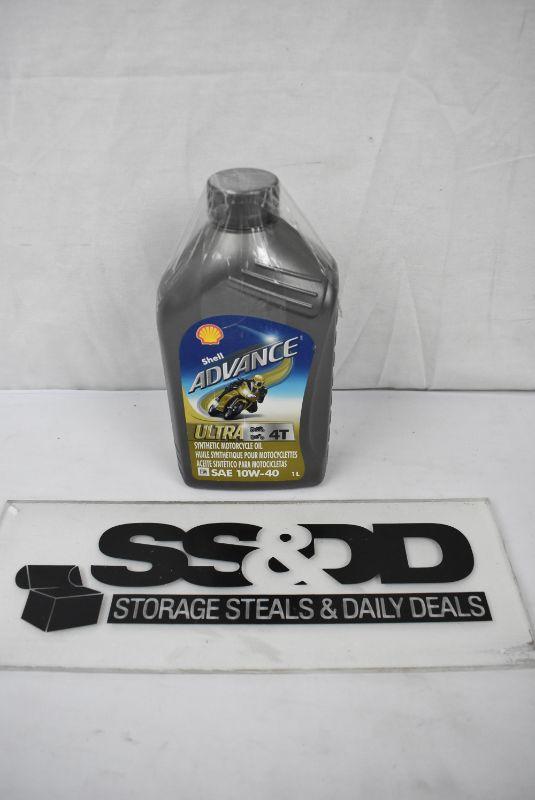 Shell
ADVANCE
ULTRA 4T
SYNTHETIC MOTORCYCLE OIL
HUILE SYNTHETIQUE POUR MOTOCYCLETTES
ACEITE SINTÉTICO PARA MOTOCICLETAS
SAE 10W-40 1L
SS&DD
STORAGE STEALS & DAILY DEALS